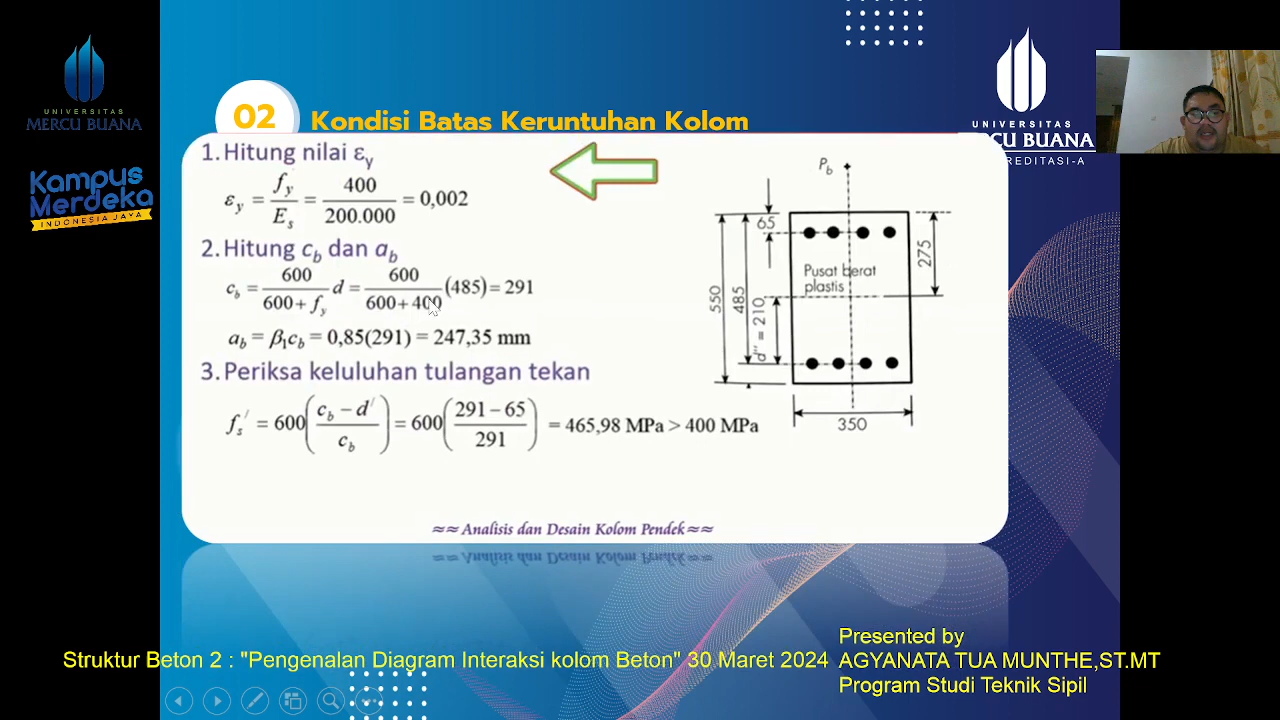 UNIVERSITAS
MERCU BUANA
Kampus
Merdeka
INDONESIA JAYA
02
Kondisi Batas Keruntuhan Kolom
UNIVERSITAS
MERCU BUANA
1. Hitung nilai εy
εy = fy / Es = 400 / 200.000 = 0,002
2. Hitung cb dan ab
cb = 600 / (600 + fy) d = 600 / (600 + 400) (485) = 291
ab = β1cb = 0,85(291) = 247,35 mm
3. Periksa keluluhan tulangan tekan
fs′ = 600((cb − d′) / cb) = 600((291 − 65) / 291) = 465,98 MPa > 400 MPa
Pb
65
275
Pusat berat
plastis
550
485
d″ = 210
350
≈≈ Analisis dan Desain Kolom Pendek ≈≈
Presented by
Struktur Beton 2 : "Pengenalan Diagram Interaksi kolom Beton" 30 Maret 2024
AGYANATA TUA MUNTHE,ST.MT
Program Studi Teknik Sipil